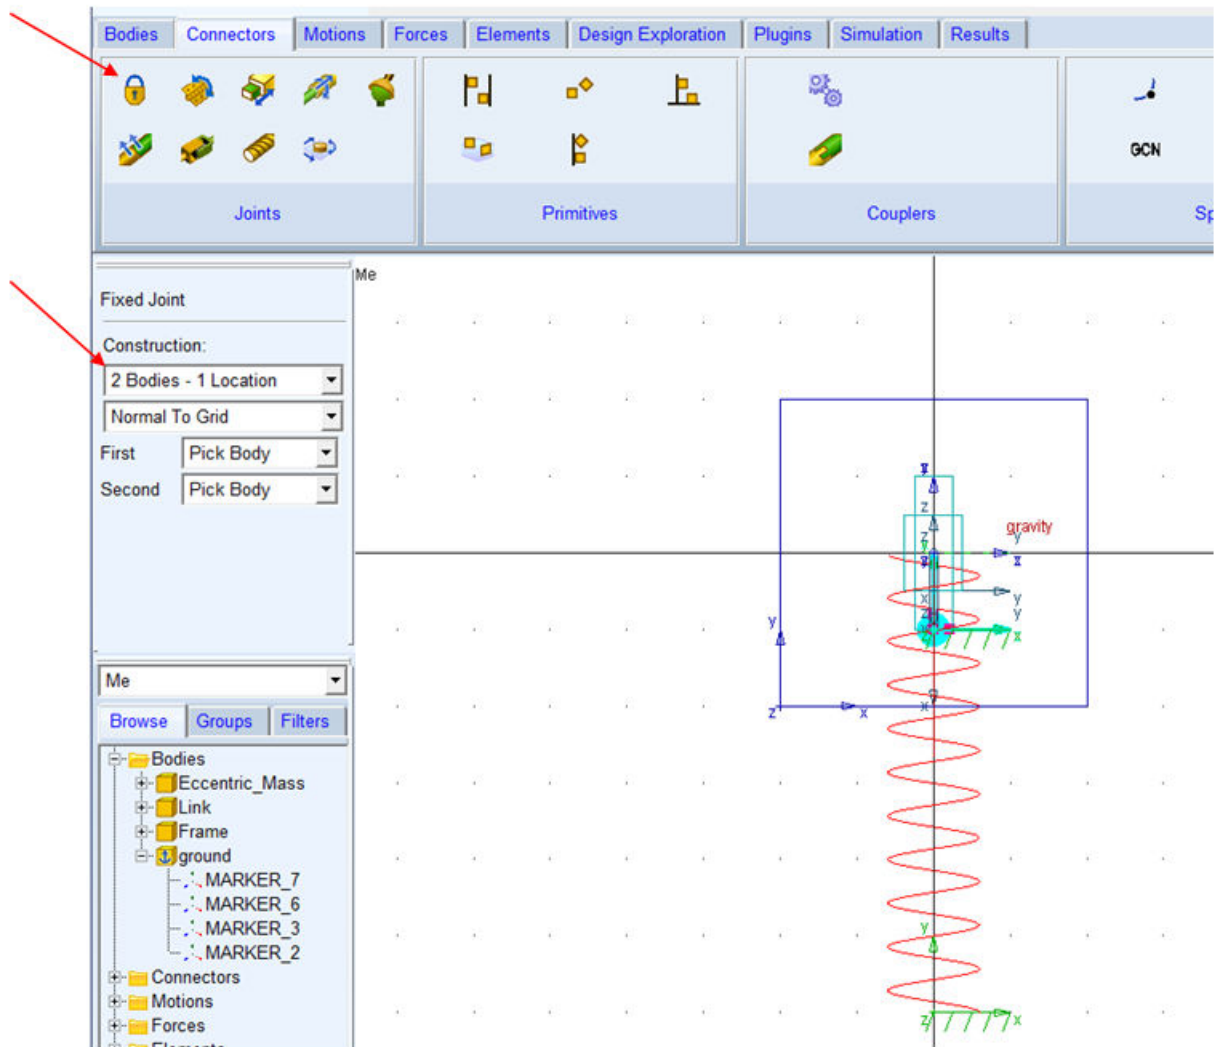 Bodies Connectors Motions Forces Elements Design Exploration Plugins Simulation Results
GCN
Joints Primitives Couplers Sp
Me
Fixed Joint
Construction:
2 Bodies - 1 Location
Normal To Grid
First Pick Body
Second Pick Body
z
gravity
z y
z y x
x y
y
y x
z x x
y
z x
Me
Browse Groups Filters
Bodies
Eccentric_Mass
Link
Frame
ground
MARKER_7
MARKER_6
MARKER_3
MARKER_2
Connectors
Motions
Forces
Elements